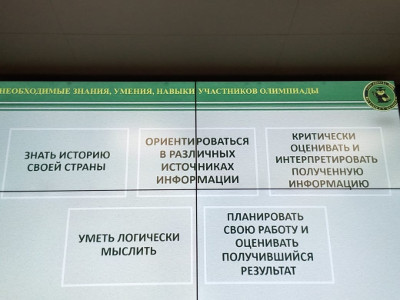 НЕОБХОДИМЫЕ ЗНАНИЯ, УМЕНИЯ, НАВЫКИ УЧАСТНИКОВ ОЛИМПИАДЫ
ЗНАТЬ ИСТОРИЮ
СВОЕЙ СТРАНЫ
ОРИЕНТИРОВАТЬСЯ
В РАЗЛИЧНЫХ
ИСТОЧНИКАХ
ИНФОРМАЦИИ
КРИТИЧЕСКИ
ОЦЕНИВАТЬ И
ИНТЕРПРЕТИРОВАТЬ
ПОЛУЧЕННУЮ
ИНФОРМАЦИЮ
УМЕТЬ ЛОГИЧЕСКИ
МЫСЛИТЬ
ПЛАНИРОВАТЬ
СВОЮ РАБОТУ И
ОЦЕНИВАТЬ
ПОЛУЧИВШИЙСЯ
РЕЗУЛЬТАТ